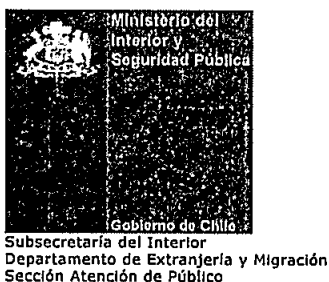 Ministerio del
Interior y
Seguridad Pública
Gobierno de Chile
Subsecretaría del Interior
Departamento de Extranjería y Migración
Sección Atención de Público